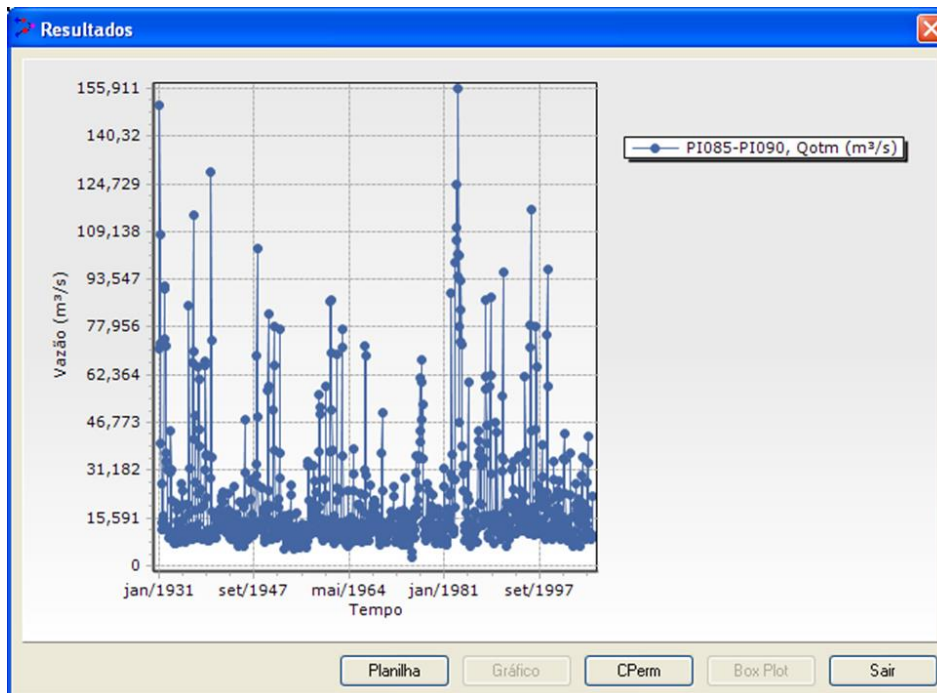 Resultados
155,911
140,32
124,729
109,138
93,547
77,956
62,364
46,773
31,182
15,591
0
Vazão (m³/s)
jan/1931 set/1947 mai/1964 jan/1981 set/1997
Tempo
PI085-PI090, Qotm (m³/s)
Planilha Gráfico CPerm Box Plot Sair